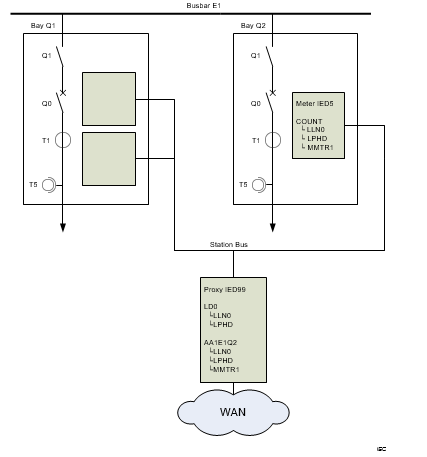 Busbar E1
Bay Q1
Bay Q2
Q1
Q1
Q0
Q0
T1
T1
T5
T5
Meter IED5
COUNT
LLN0
LPHD
MMTR1
Station Bus
Proxy IED99
LD0
LLN0
LPHD
AA1E1Q2
LLN0
LPHD
MMTR1
WAN
IEC